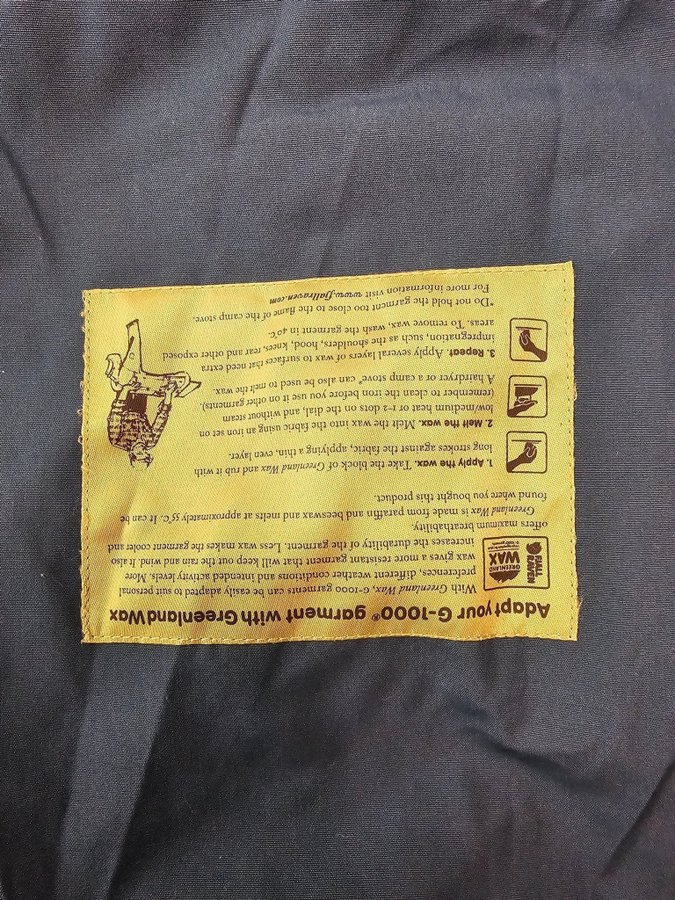 Adapt your G-1000® garment with Greenland Wax
With Greenland Wax, G-1000 garments can be easily adapted to suit personal
preferences, different weather conditions and intended activity levels. More
wax gives a more resistant garment that will keep out the rain and wind. It also
increases the durability of the garment. Less wax makes the garment cooler and
offers maximum breathability.
Greenland Wax is made from paraffin and beeswax and melts at approximately 55°C. It can be
found where you bought this product.
FJÄLL
RÄVEN
GREENLAND
WAX
1. Apply the wax. Take the block of Greenland Wax and rub it with
long strokes against the fabric, applying a thin, even layer.
2. Melt the wax. Melt the wax into the fabric using an iron set on
low/medium heat or 1–2 dots on the dial, and without steam
(remember to clean the iron before you use it on other garments).
A hairdryer or a camp stove* can also be used to melt the wax.
3. Repeat. Apply several layers of wax to surfaces that need extra
impregnation, such as the shoulders, hood, knees, rear and other exposed
areas. To remove wax, wash the garment in 40°C.
*Do not hold the garment too close to the flame of the camp stove.
For more information visit www.fjallraven.com